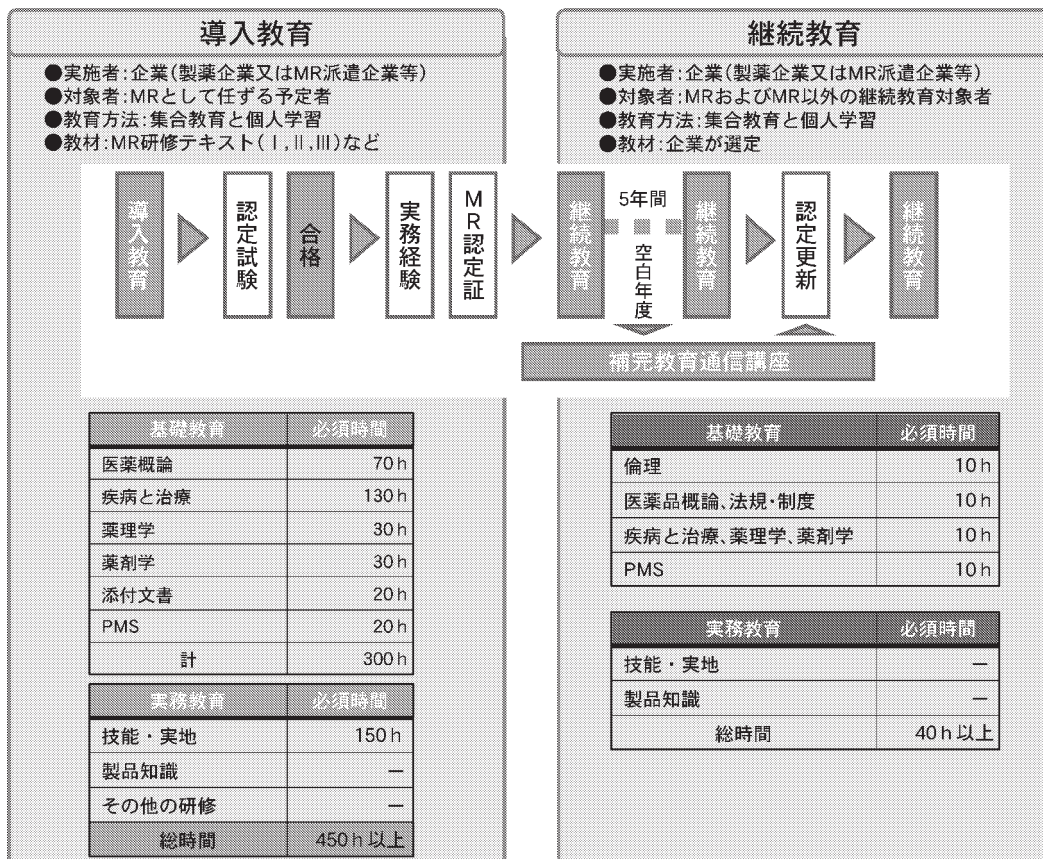 導入教育
●実施者:企業(製薬企業又はMR派遣企業等)
●対象者:MRとして任ずる予定者
●教育方法:集合教育と個人学習
●教材:MR研修テキスト(Ⅰ,Ⅱ,Ⅲ)など
継続教育
●実施者:企業(製薬企業又はMR派遣企業等)
●対象者:MRおよびMR以外の継続教育対象者
●教育方法:集合教育と個人学習
●教材:企業が選定
導入教育
認定試験
合格
実務経験
MR認定証
継続教育
5年間
空白年度
継続教育
認定更新
継続教育
補完教育通信講座
基礎教育 必須時間
医薬概論 70h
疾病と治療 130h
薬理学 30h
薬剤学 30h
添付文書 20h
PMS 20h
計 300h
実務教育 必須時間
技能・実地 150h
製品知識 ー
その他の研修 ー
総時間 450h以上
基礎教育 必須時間
倫理 10h
医薬品概論、法規・制度 10h
疾病と治療、薬理学、薬剤学 10h
PMS 10h
実務教育 必須時間
技能・実地 ー
製品知識 ー
総時間 40h以上